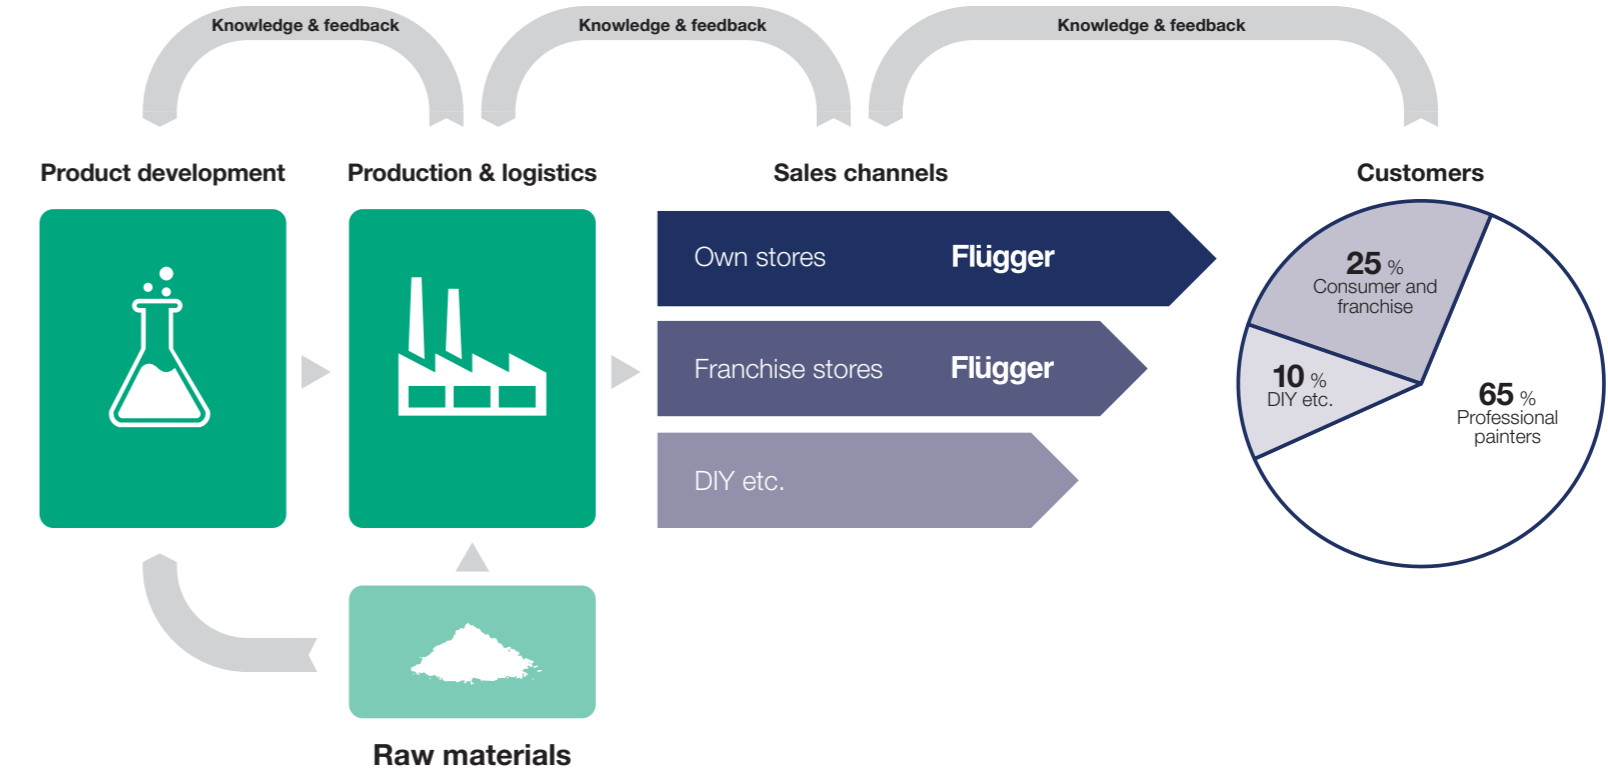 Knowledge & feedback
Knowledge & feedback
Knowledge & feedback
Product development
Production & logistics
Sales channels
Customers
Own stores
Flügger
Franchise stores
Flügger
DIY etc.
25 %
Consumer and
franchise
10 %
DIY etc.
65 %
Professional
painters
Raw materials